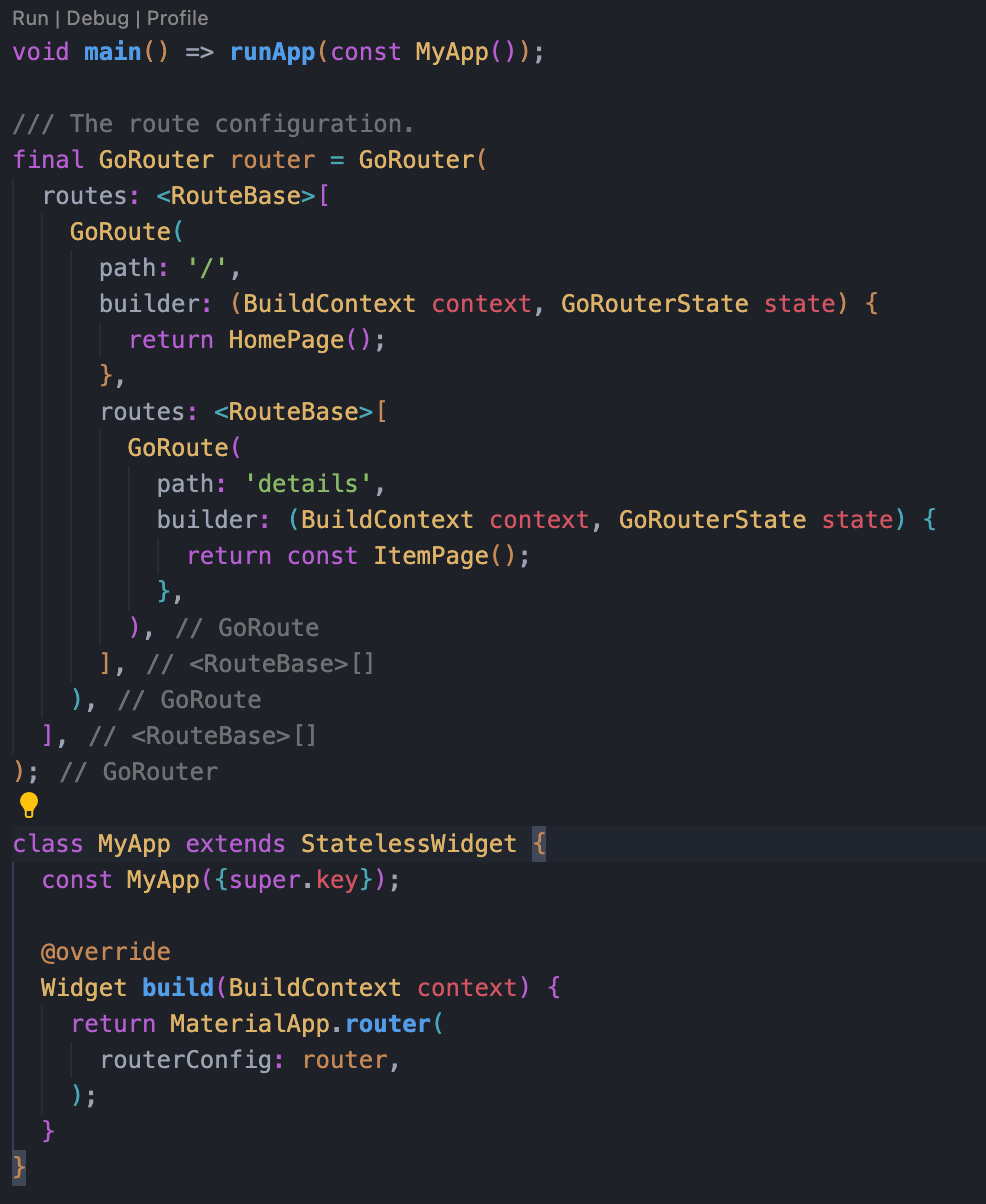 Run | Debug | Profile
void main() => runApp(const MyApp());
/// The route configuration.
final GoRouter router = GoRouter(
  routes: <RouteBase>[
    GoRoute(
      path: '/',
      builder: (BuildContext context, GoRouterState state) {
        return HomePage();
      },
      routes: <RouteBase>[
        GoRoute(
          path: 'details',
          builder: (BuildContext context, GoRouterState state) {
            return const ItemPage();
          },
        ), // GoRoute
      ], // <RouteBase>[]
    ), // GoRoute
  ], // <RouteBase>[]
); // GoRouter
class MyApp extends StatelessWidget {
  const MyApp({super.key});
  @override
  Widget build(BuildContext context) {
    return MaterialApp.router(
      routerConfig: router,
    );
  }
}